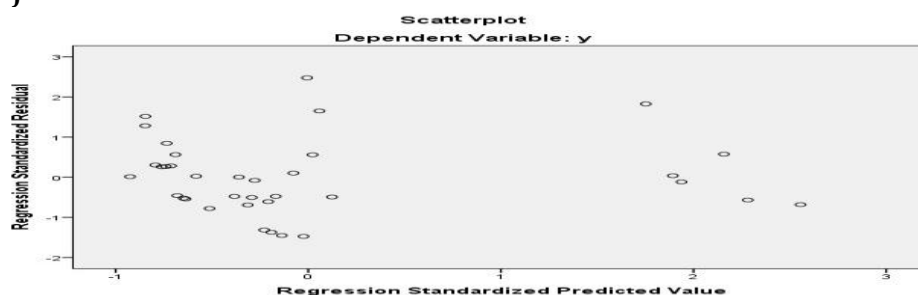 Scatterplot
Dependent Variable: y
Regression Standardized Residual
3
2
1
0
-1
-2
-1 0 1 2 3
Regression Standardized Predicted Value